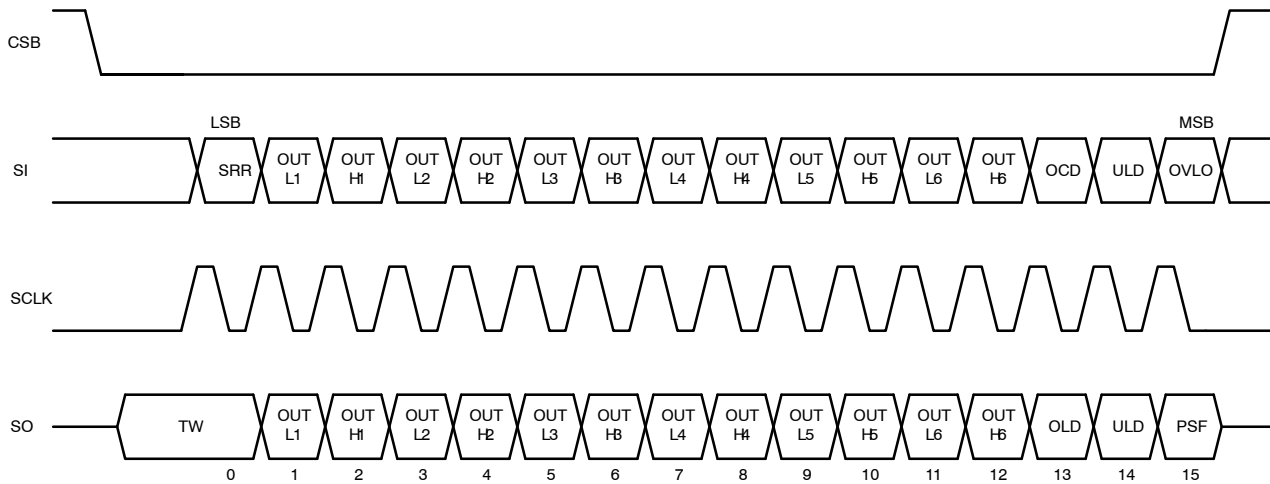 CSB
LSB
MSB
SI
SRR
OUT
L1
OUT
H1
OUT
L2
OUT
H2
OUT
L3
OUT
H3
OUT
L4
OUT
H4
OUT
L5
OUT
H5
OUT
L6
OUT
H6
OCD
ULD
OVLO
SCLK
SO
TW
OUT
L1
OUT
H1
OUT
L2
OUT
H2
OUT
L3
OUT
H3
OUT
L4
OUT
H4
OUT
L5
OUT
H5
OUT
L6
OUT
H6
OLD
ULD
PSF
0 1 2 3 4 5 6 7 8 9 10 11 12 13 14 15